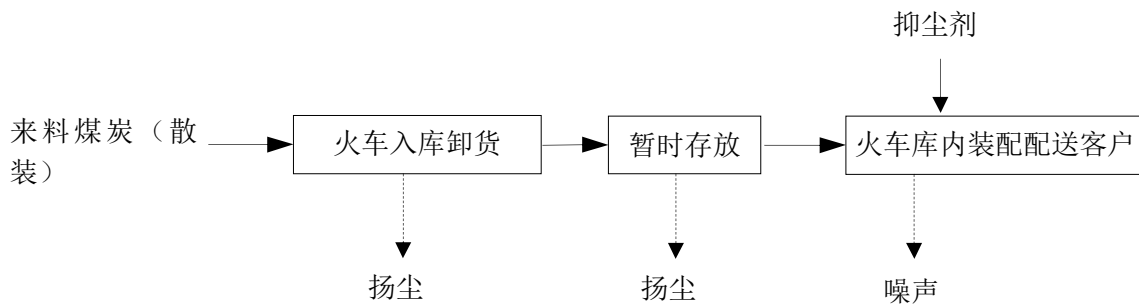 抑尘剂
来料煤炭（散
装）
火车入库卸货
暂时存放
火车库内装配配送客户
扬尘
扬尘
噪声